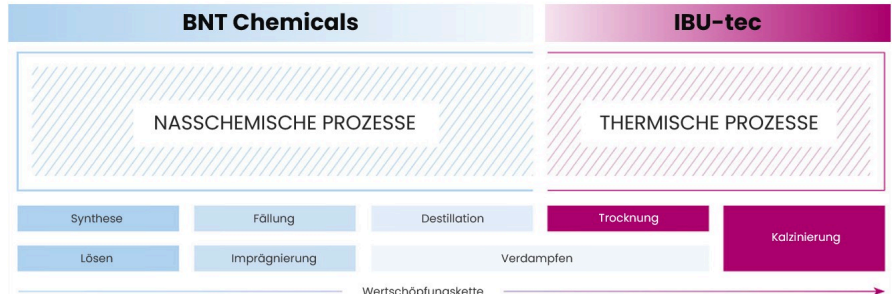 BNT Chemicals
IBU-tec
NASSCHEMISCHE PROZESSE
THERMISCHE PROZESSE
Synthese
Fällung
Destillation
Trocknung
Kalzinierung
Lösen
Imprägnierung
Verdampfen
Wertschöpfungskette